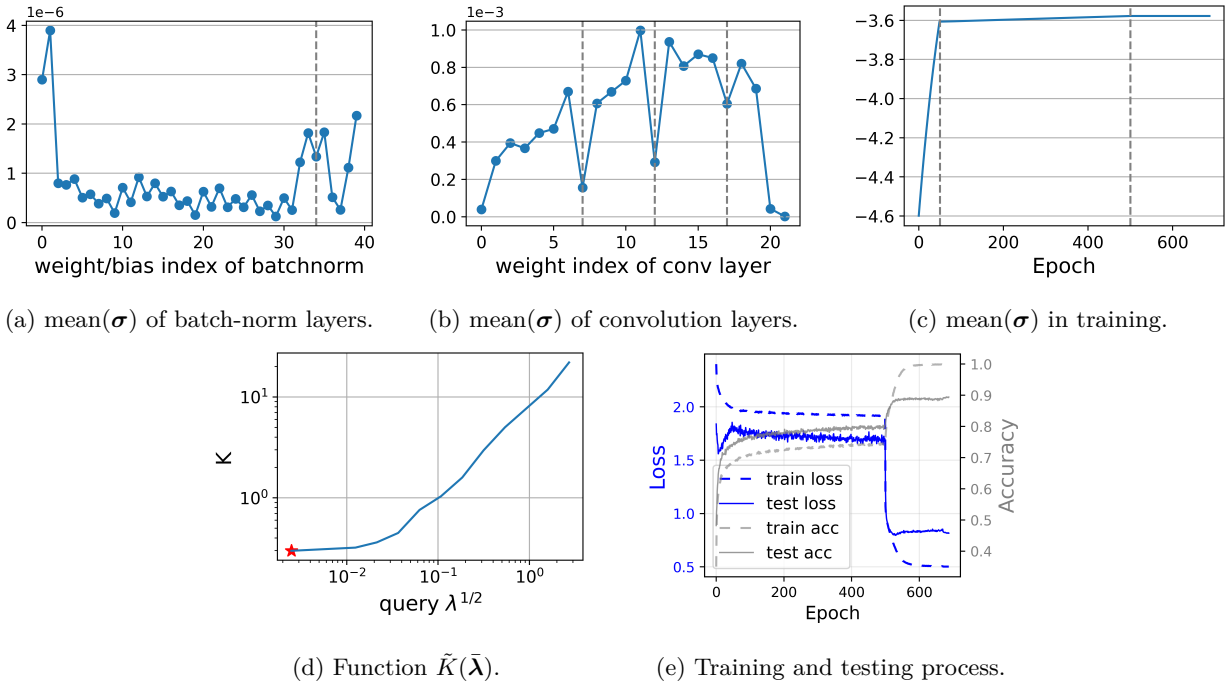 1e−6
4
3
2
1
0
0 10 20 30 40
weight/bias index of batchnorm
(a) mean(σ) of batch-norm layers.
1e−3
1.0
0.8
0.6
0.4
0.2
0.0
0 5 10 15 20
weight index of conv layer
(b) mean(σ) of convolution layers.
−3.6
−3.8
−4.0
−4.2
−4.4
−4.6
0 200 400 600
Epoch
(c) mean(σ) in training.
K
10¹
10⁰
10⁻² 10⁻¹ 10⁰
query λ^{1/2}
(d) Function K̃(λ̄).
Loss
2.0
1.5
1.0
0.5
train loss
test loss
train acc
test acc
1.0
0.9
0.8
0.7
0.6
0.5
0.4
Accuracy
0 200 400 600
Epoch
(e) Training and testing process.